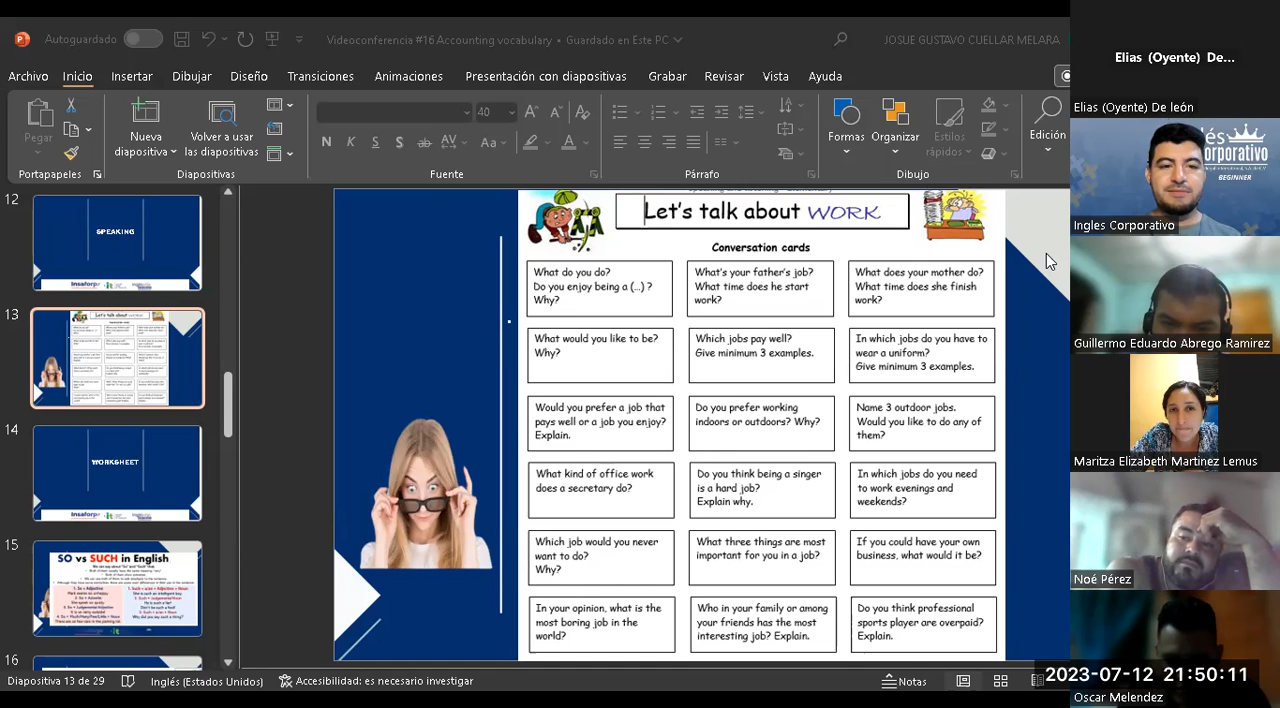 Autoguardado
Videoconferencia #16 Accounting vocabulary • Guardado en Este PC
JOSUE GUSTAVO CUELLAR MELARA
Archivo Inicio Insertar Dibujar Diseño Transiciones Animaciones Presentación con diapositivas Grabar Revisar Vista Ayuda
Pegar
Nueva diapositiva
Volver a usar las diapositivas
40
N K S S ab AV Aa A
Formas
Organizar
Estilos rápidos
Edición
Portapapeles Diapositivas Fuente Párrafo Dibujo
12
SPEAKING
Insaforp
13
Let's talk about WORK
14
WORKSHEET
Insaforp
15
SO vs SUCH in English
16
Let's talk about WORK
Conversation cards
What do you do?
Do you enjoy being a (...) ?
Why?
What's your father's job?
What time does he start
work?
What does your mother do?
What time does she finish
work?
What would you like to be?
Why?
Which jobs pay well?
Give minimum 3 examples.
In which jobs do you have to
wear a uniform?
Give minimum 3 examples.
Would you prefer a job that
pays well or a job you enjoy?
Explain.
Do you prefer working
indoors or outdoors? Why?
Name 3 outdoor jobs.
Would you like to do any of
them?
What kind of office work
does a secretary do?
Do you think being a singer
is a hard job?
Explain why.
In which jobs do you need
to work evenings and
weekends?
Which job would you never
want to do?
Why?
What three things are most
important for you in a job?
If you could have your own
business, what would it be?
In your opinion, what is the
most boring job in the
world?
Who in your family or among
your friends has the most
interesting job? Explain.
Do you think professional
sports player are overpaid?
Explain.
Diapositiva 13 de 29
Inglés (Estados Unidos)
Accesibilidad: es necesario investigar
Notas
Elias (Oyente) De...
Elias (Oyente) De león
BEGINNER
Ingles Corporativo
Guillermo Eduardo Abrego Ramirez
Maritza Elizabeth Martinez Lemus
Noé Pérez
2023-07-12 21:50:11
Oscar Melendez